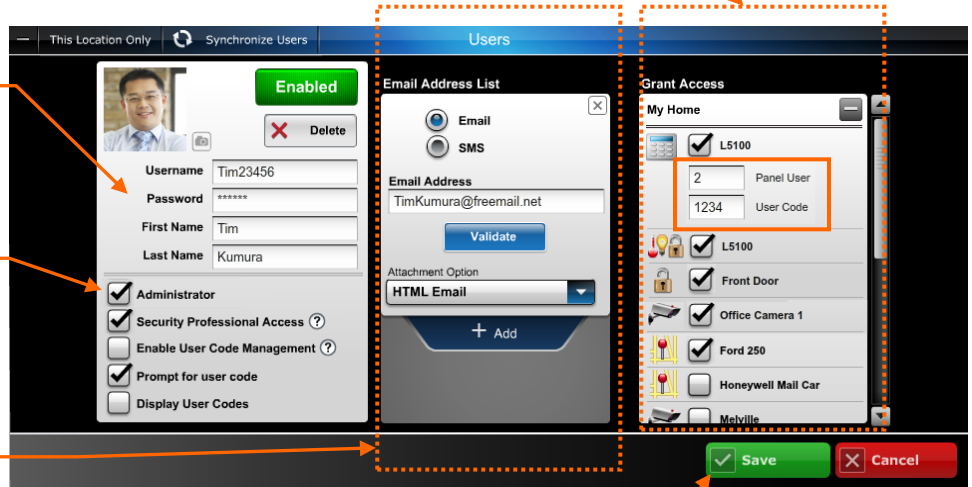 This Location Only
Synchronize Users
Users
Enabled
Delete
Username Tim23456
Password ******
First Name Tim
Last Name Kumura
Administrator
Security Professional Access ?
Enable User Code Management ?
Prompt for user code
Display User Codes
Email Address List
Email
SMS
Email Address
TimKumura@freemail.net
Validate
Attachment Option
HTML Email
+ Add
Grant Access
My Home
L5100
2 Panel User
1234 User Code
L5100
Front Door
Office Camera 1
Ford 250
Honeywell Mail Car
Melville
Save
Cancel